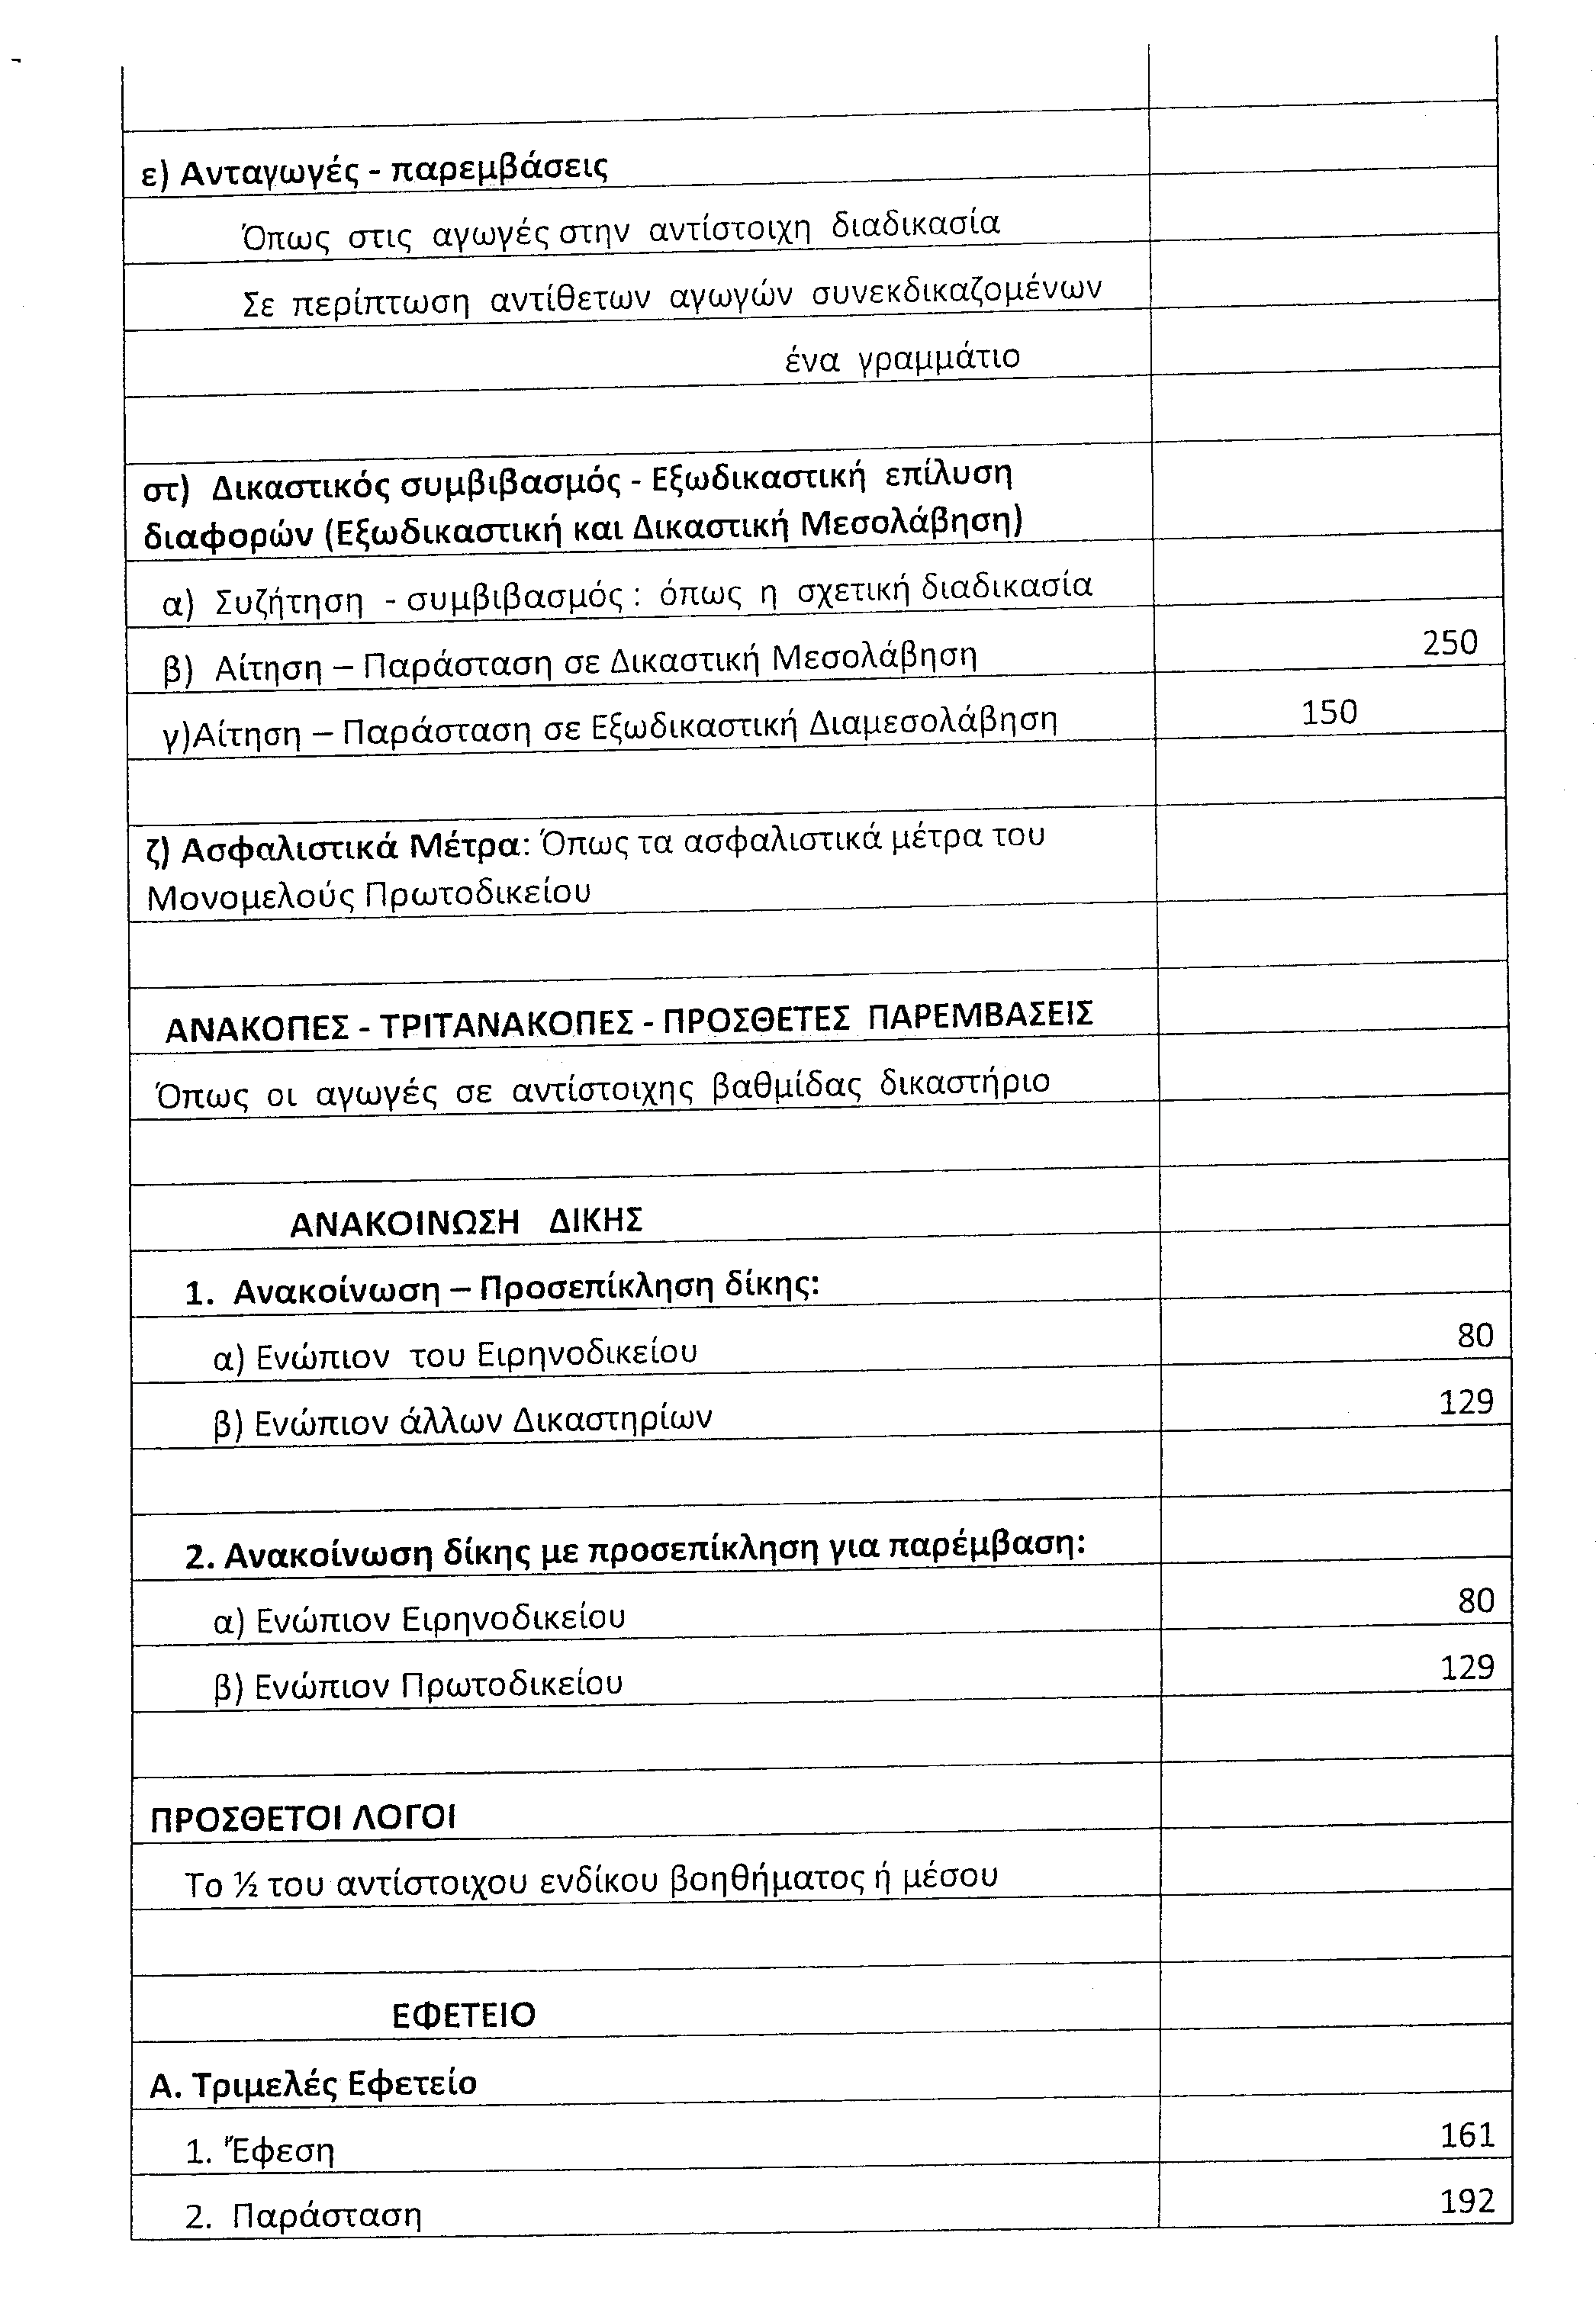 ε) Ανταγωγές - παρεμβάσεις
Όπως στις αγωγές στην αντίστοιχη διαδικασία
Σε περίπτωση αντίθετων αγωγών συνεκδικαζομένων
ένα γραμμάτιο
στ) Δικαστικός συμβιβασμός - Εξωδικαστική επίλυση
διαφορών (Εξωδικαστική και Δικαστική Μεσολάβηση)
α) Συζήτηση - συμβιβασμός : όπως η σχετική διαδικασία
β) Αίτηση – Παράσταση σε Δικαστική Μεσολάβηση 250
γ)Αίτηση – Παράσταση σε Εξωδικαστική Διαμεσολάβηση 150
ζ) Ασφαλιστικά Μέτρα: Όπως τα ασφαλιστικά μέτρα του
Μονομελούς Πρωτοδικείου
ΑΝΑΚΟΠΕΣ - ΤΡΙΤΑΝΑΚΟΠΕΣ - ΠΡΟΣΘΕΤΕΣ ΠΑΡΕΜΒΑΣΕΙΣ
Όπως οι αγωγές σε αντίστοιχης βαθμίδας δικαστήριο
ΑΝΑΚΟΙΝΩΣΗ ΔΙΚΗΣ
1. Ανακοίνωση – Προσεπίκληση δίκης:
α) Ενώπιον του Ειρηνοδικείου 80
β) Ενώπιον άλλων Δικαστηρίων 129
2. Ανακοίνωση δίκης με προσεπίκληση για παρέμβαση:
α) Ενώπιον Ειρηνοδικείου 80
β) Ενώπιον Πρωτοδικείου 129
ΠΡΟΣΘΕΤΟΙ ΛΟΓΟΙ
Το ½ του αντίστοιχου ενδίκου βοηθήματος ή μέσου
ΕΦΕΤΕΙΟ
Α. Τριμελές Εφετείο
1. Έφεση 161
2. Παράσταση 192